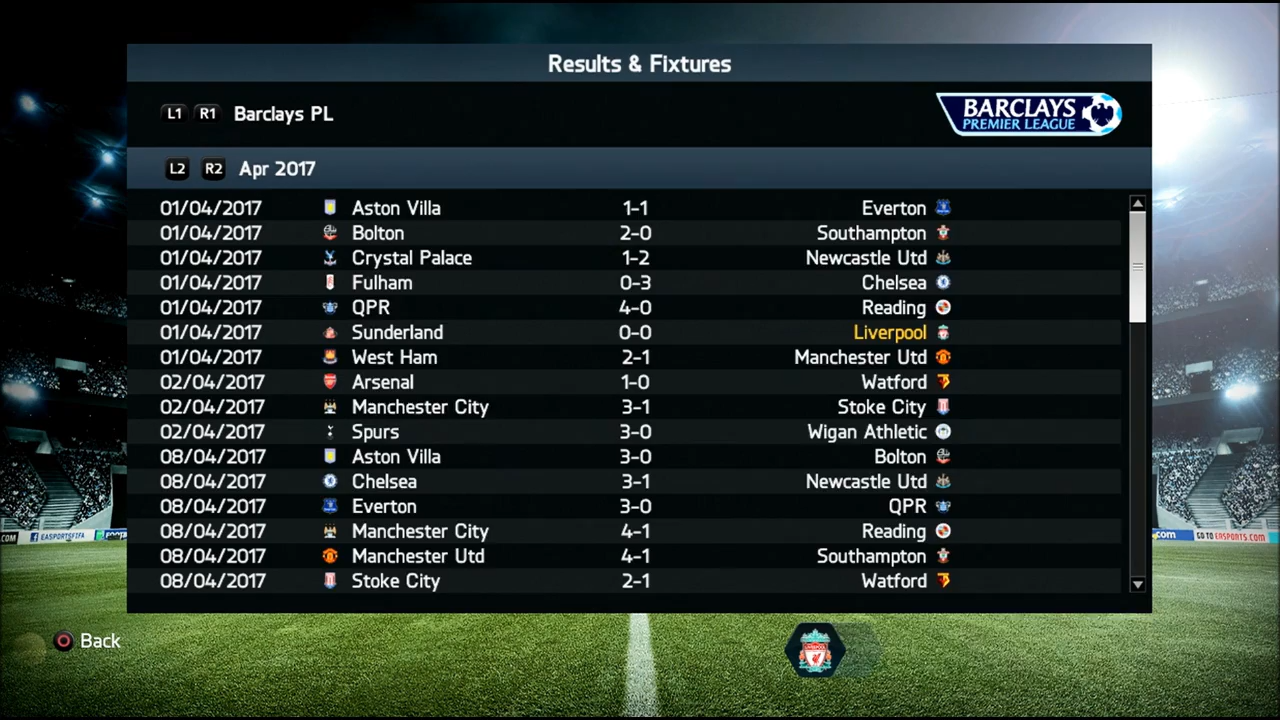 Results & Fixtures
L1 R1 Barclays PL
BARCLAYS
PREMIER LEAGUE
L2 R2 Apr 2017
01/04/2017 Aston Villa 1-1 Everton
01/04/2017 Bolton 2-0 Southampton
01/04/2017 Crystal Palace 1-2 Newcastle Utd
01/04/2017 Fulham 0-3 Chelsea
01/04/2017 QPR 4-0 Reading
01/04/2017 Sunderland 0-0 Liverpool
01/04/2017 West Ham 2-1 Manchester Utd
02/04/2017 Arsenal 1-0 Watford
02/04/2017 Manchester City 3-1 Stoke City
02/04/2017 Spurs 3-0 Wigan Athletic
08/04/2017 Aston Villa 3-0 Bolton
08/04/2017 Chelsea 3-1 Newcastle Utd
08/04/2017 Everton 3-0 QPR
08/04/2017 Manchester City 4-1 Reading
08/04/2017 Manchester Utd 4-1 Southampton
08/04/2017 Stoke City 2-1 Watford
.COM EASPORTSFIFA
.com GO TO EASPORTS.COM
Back